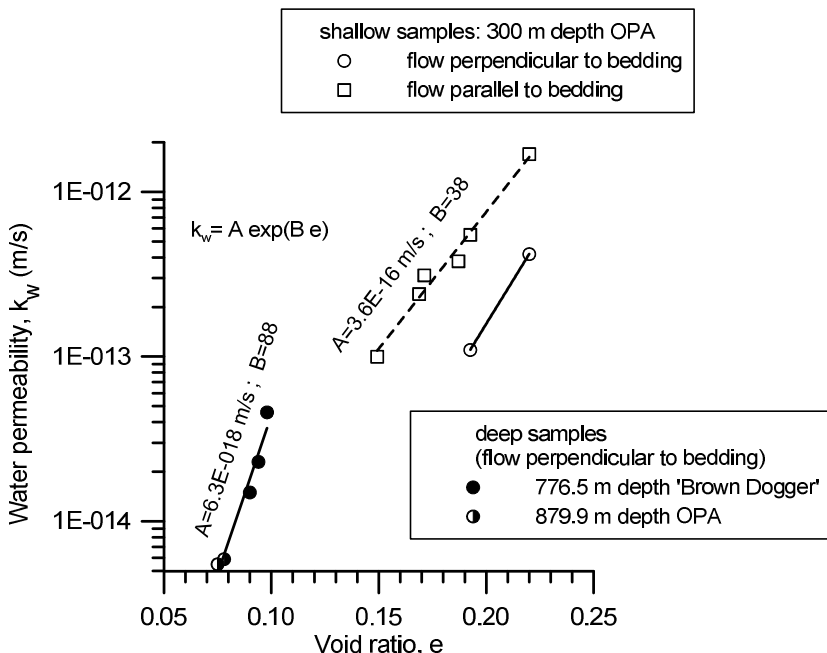 shallow samples: 300 m depth OPA
flow perpendicular to bedding
flow parallel to bedding
1E-012
1E-013
1E-014
Water permeability, kw (m/s)
kw= A exp(B e)
A=3.6E-16 m/s ; B=38
A=6.3E-018 m/s ; B=88
deep samples
(flow perpendicular to bedding)
776.5 m depth 'Brown Dogger'
879.9 m depth OPA
0.05 0.10 0.15 0.20 0.25
Void ratio, e